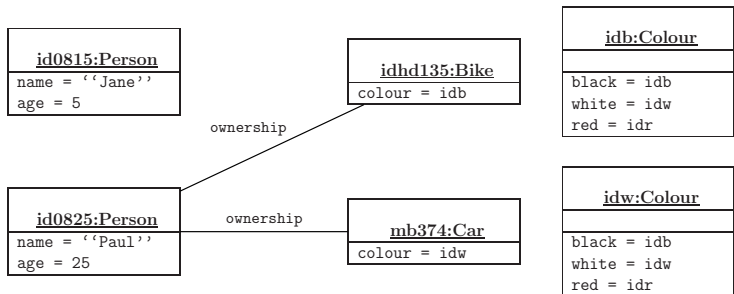 id0815:Person
name = ‘‘Jane’’
age = 5
idhd135:Bike
colour = idb
idb:Colour
black = idb
white = idw
red = idr
ownership
id0825:Person
name = ‘‘Paul’’
age = 25
ownership
mb374:Car
colour = idw
idw:Colour
black = idb
white = idw
red = idr